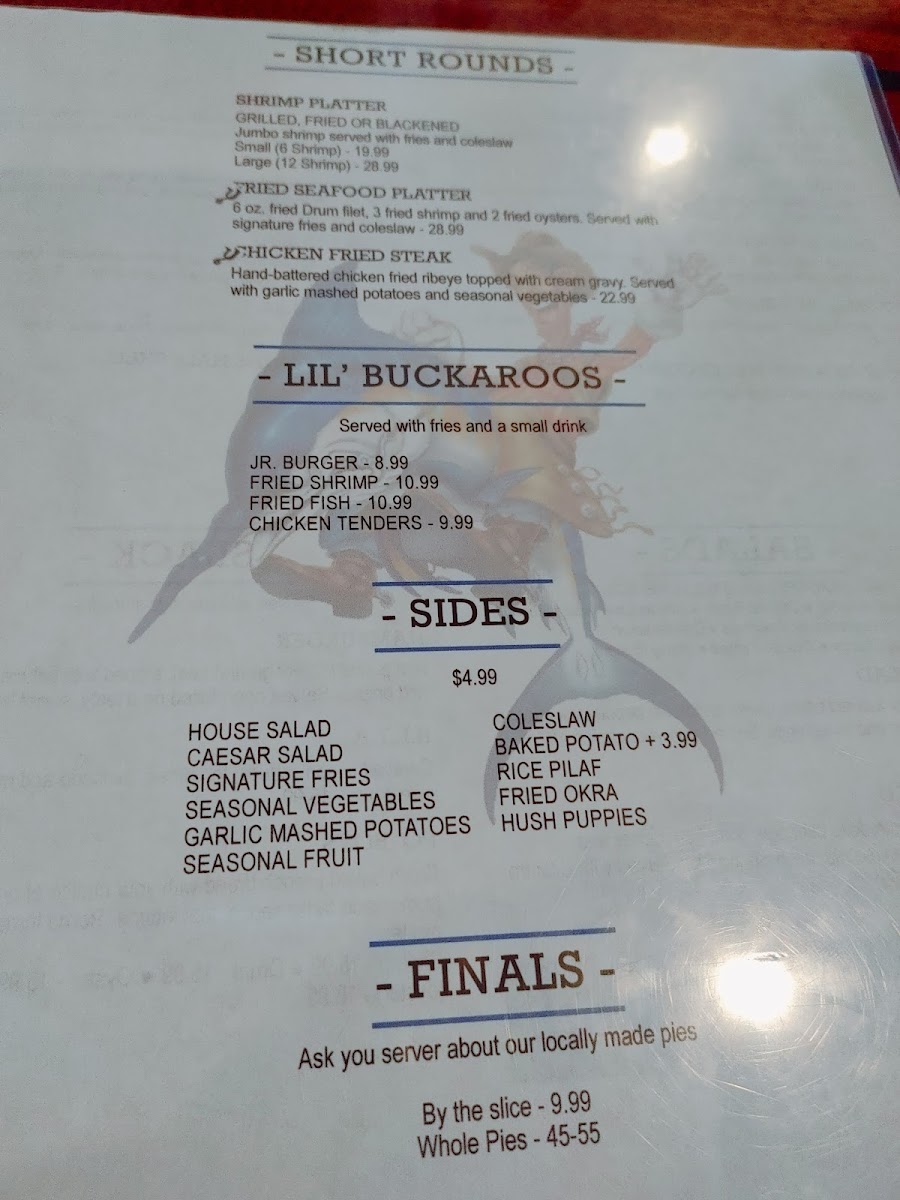 - SHORT ROUNDS -
SHRIMP PLATTER
GRILLED, FRIED OR BLACKENED
Jumbo shrimp served with fries and coleslaw
Small (6 Shrimp) - 19.99
Large (12 Shrimp) - 28.99
FRIED SEAFOOD PLATTER
6 oz. fried Drum filet, 3 fried shrimp and 2 fried oysters. Served with
signature fries and coleslaw - 28.99
CHICKEN FRIED STEAK
Hand-battered chicken fried ribeye topped with cream gravy. Served
with garlic mashed potatoes and seasonal vegetables - 22.99
- LIL' BUCKAROOS -
Served with fries and a small drink
JR. BURGER - 8.99
FRIED SHRIMP - 10.99
FRIED FISH - 10.99
CHICKEN TENDERS - 9.99
- SIDES -
$4.99
HOUSE SALAD
CAESAR SALAD
SIGNATURE FRIES
SEASONAL VEGETABLES
GARLIC MASHED POTATOES
SEASONAL FRUIT
COLESLAW
BAKED POTATO + 3.99
RICE PILAF
FRIED OKRA
HUSH PUPPIES
- FINALS -
Ask you server about our locally made pies
By the slice - 9.99
Whole Pies - 45-55